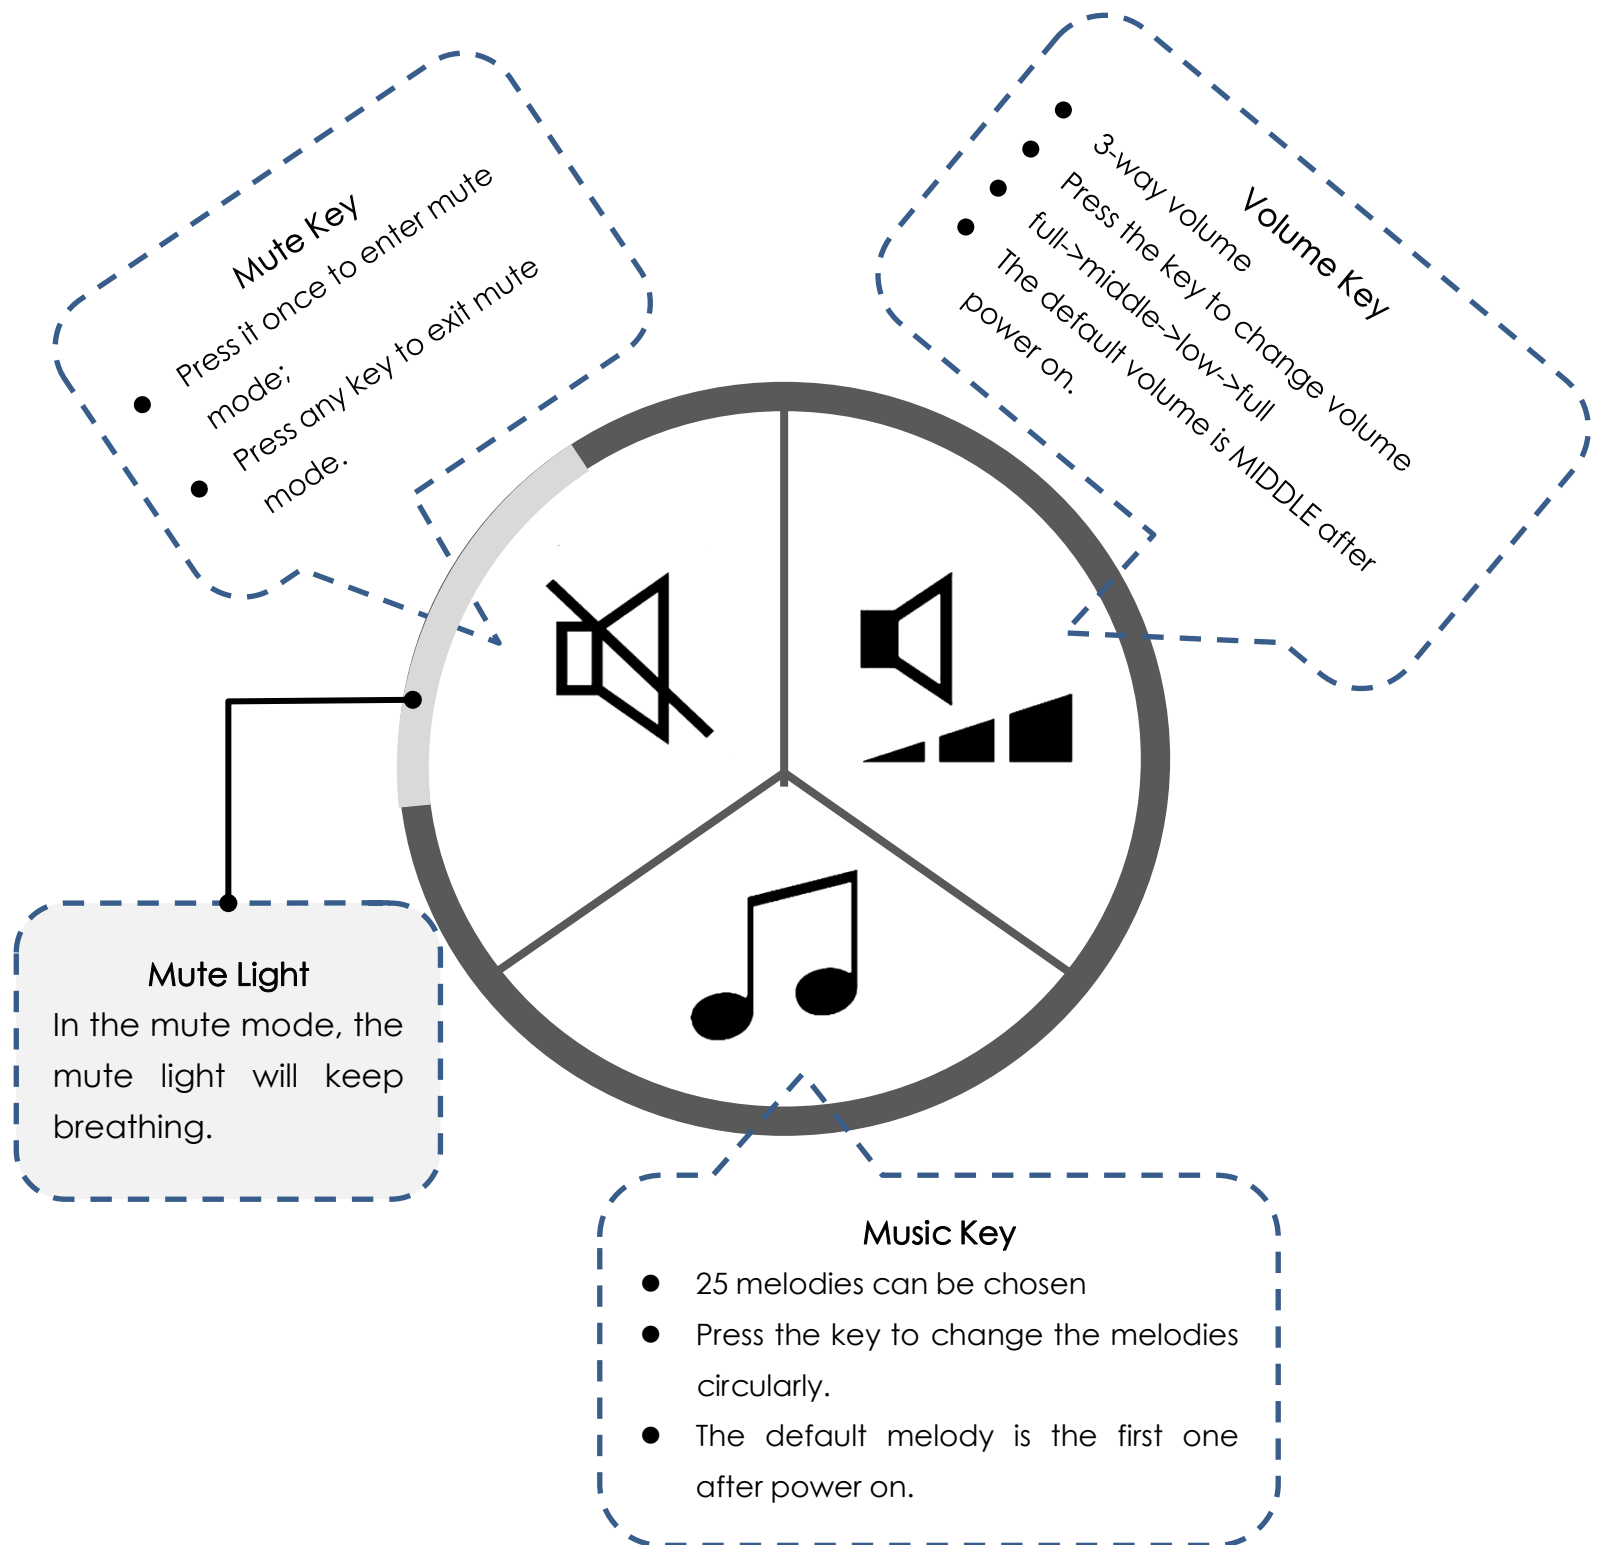 Mute Key
Press it once to enter mute
mode;
Press any key to exit mute
mode.
Volume Key
3-way volume
Press the key to change volume
full->middle->low->full
The default volume is MIDDLE after
power on.
Mute Light
In the mute mode, the
mute light will keep
breathing.
Music Key
25 melodies can be chosen
Press the key to change the melodies
circularly.
The default melody is the first one
after power on.